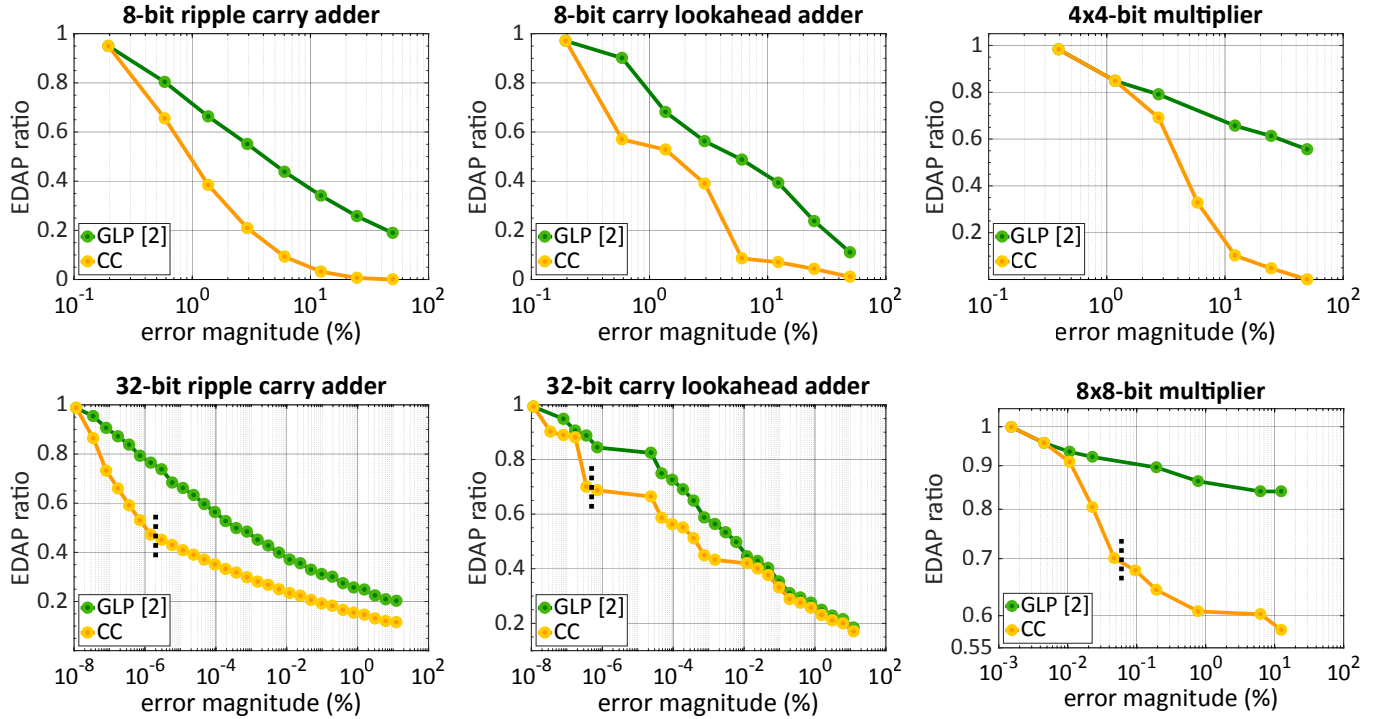 8-bit ripple carry adder
1
0.8
0.6
0.4
0.2
0
EDAP ratio
GLP [2]
CC
10^-1
10^0
10^1
10^2
error magnitude (%)
8-bit carry lookahead adder
1
0.8
0.6
0.4
0.2
0
EDAP ratio
GLP [2]
CC
10^-1
10^0
10^1
10^2
error magnitude (%)
4x4-bit multiplier
1
0.8
0.6
0.4
0.2
EDAP ratio
GLP [2]
CC
10^-1
10^0
10^1
10^2
error magnitude (%)
32-bit ripple carry adder
1
0.8
0.6
0.4
0.2
EDAP ratio
GLP [2]
CC
10^-8
10^-6
10^-4
10^-2
10^0
10^2
error magnitude (%)
32-bit carry lookahead adder
1
0.8
0.6
0.4
0.2
EDAP ratio
GLP [2]
CC
10^-8
10^-6
10^-4
10^-2
10^0
10^2
error magnitude (%)
8x8-bit multiplier
1
0.9
0.8
0.7
0.6
0.55
EDAP ratio
GLP [2]
CC
10^-3
10^-2
10^-1
10^0
10^1
10^2
error magnitude (%)